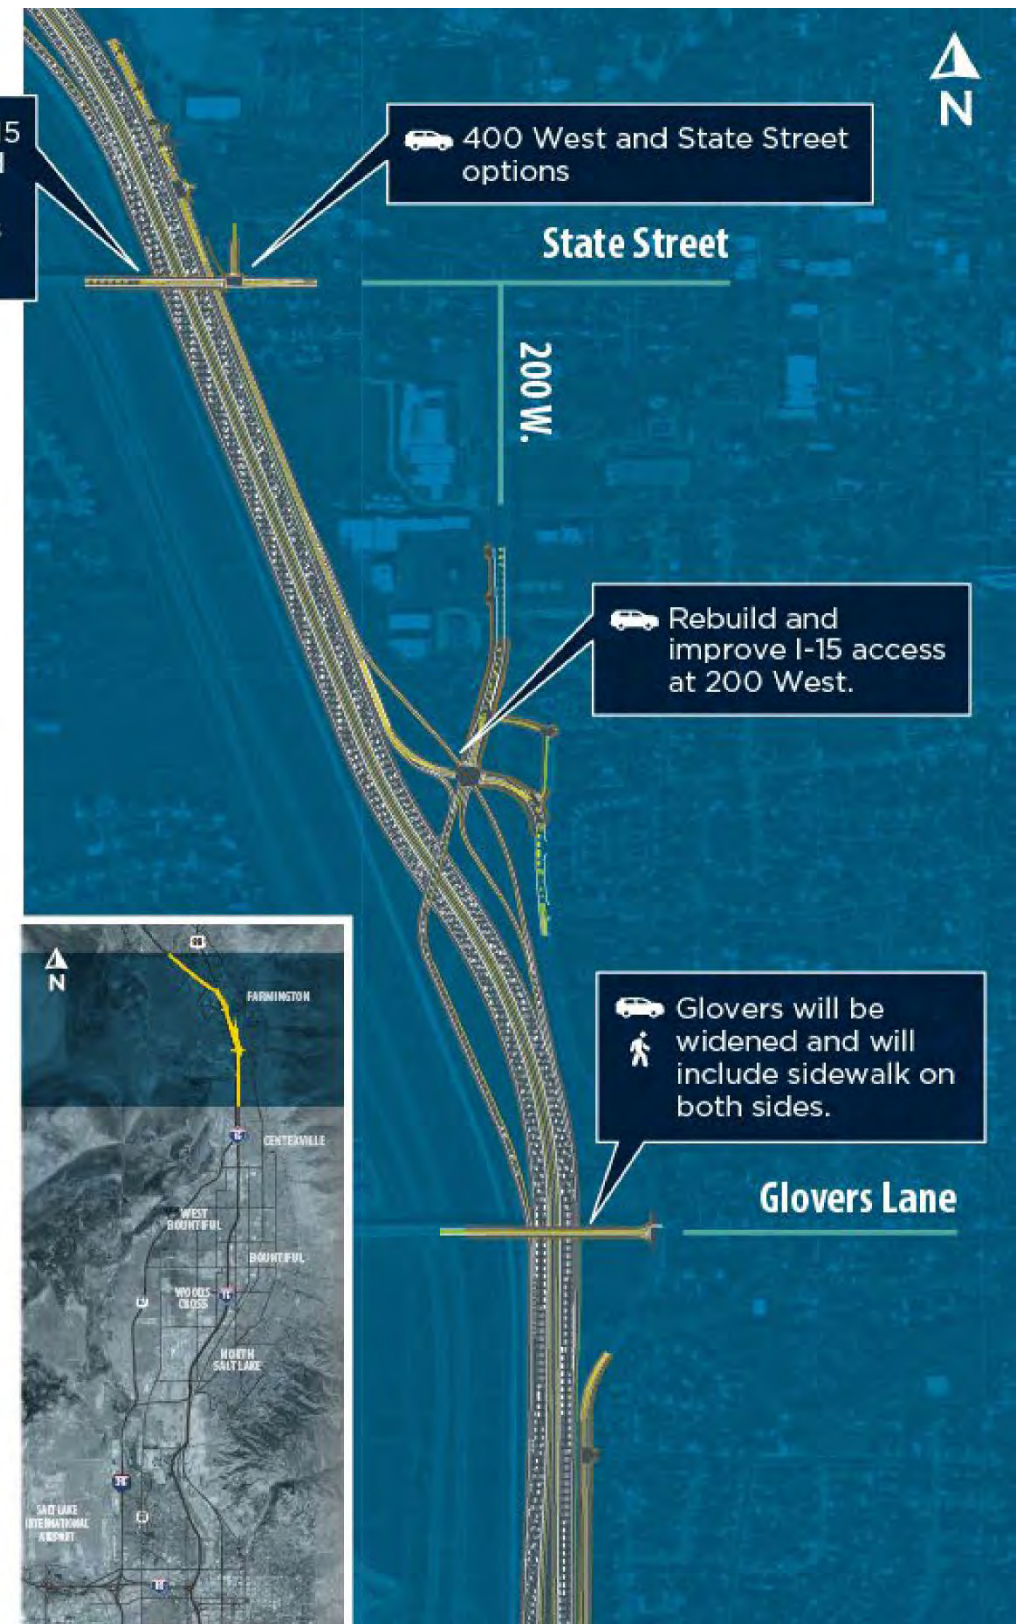 N
15
400 West and State Street
options
State Street
200 W.
Rebuild and
improve I-15 access
at 200 West.
Glovers will be
widened and will
include sidewalk on
both sides.
Glovers Lane
N
FARMINGTON
CENTERVILLE
WEST
BOUNTIFUL
BOUNTIFUL
WOODS
CROSS
NORTH
SALT LAKE
SALT LAKE
INTERNATIONAL
AIRPORT